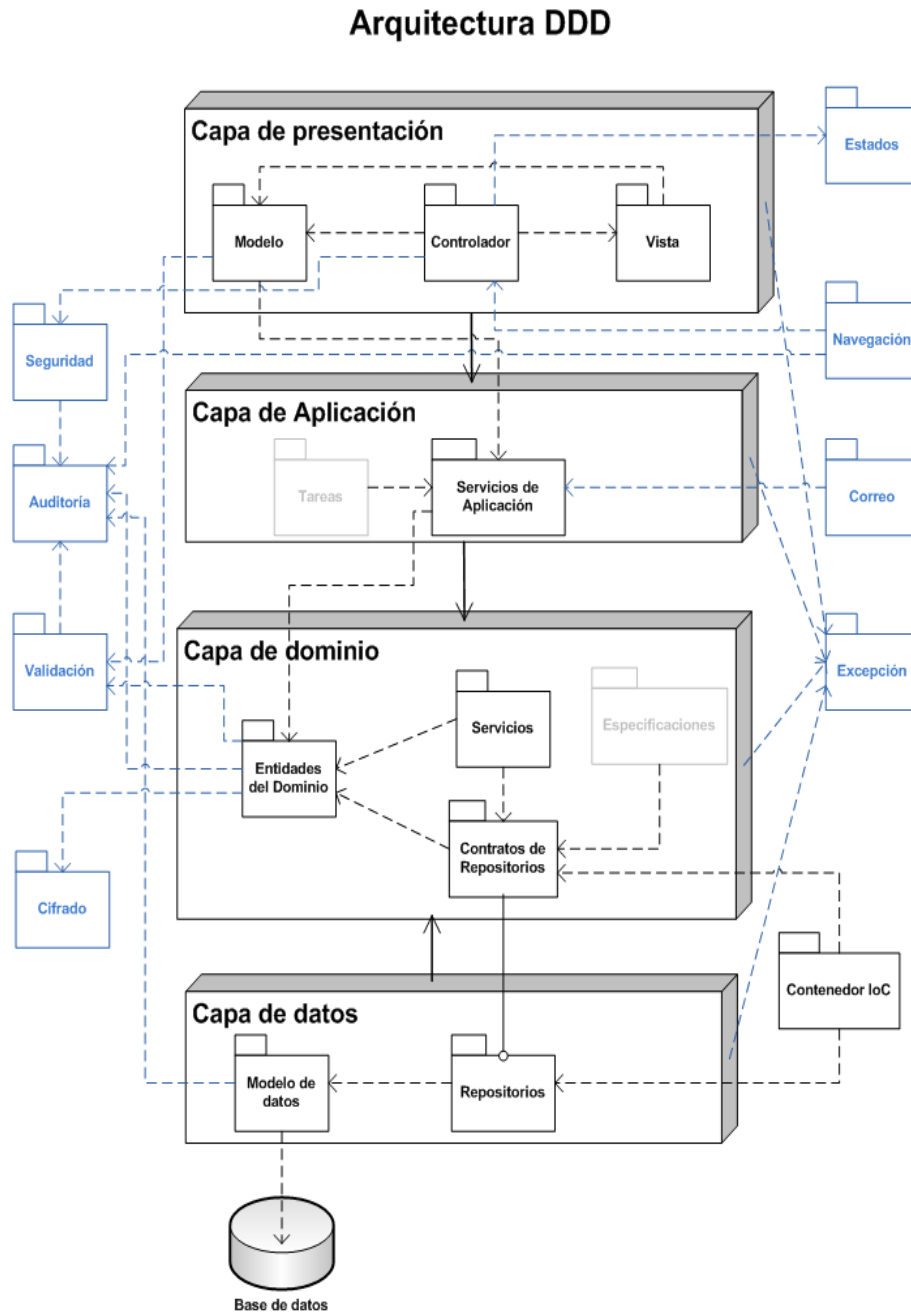 Arquitectura DDD
Capa de presentación
Estados
Modelo
Controlador
Vista
Seguridad
Navegación
Capa de Aplicación
Auditoría
Tareas
Servicios de
Aplicación
Correo
Capa de dominio
Validación
Servicios
Especificaciones
Excepción
Entidades
del Dominio
Contratos de
Repositorios
Cifrado
Contenedor IoC
Capa de datos
Modelo de
datos
Repositorios
Base de datos